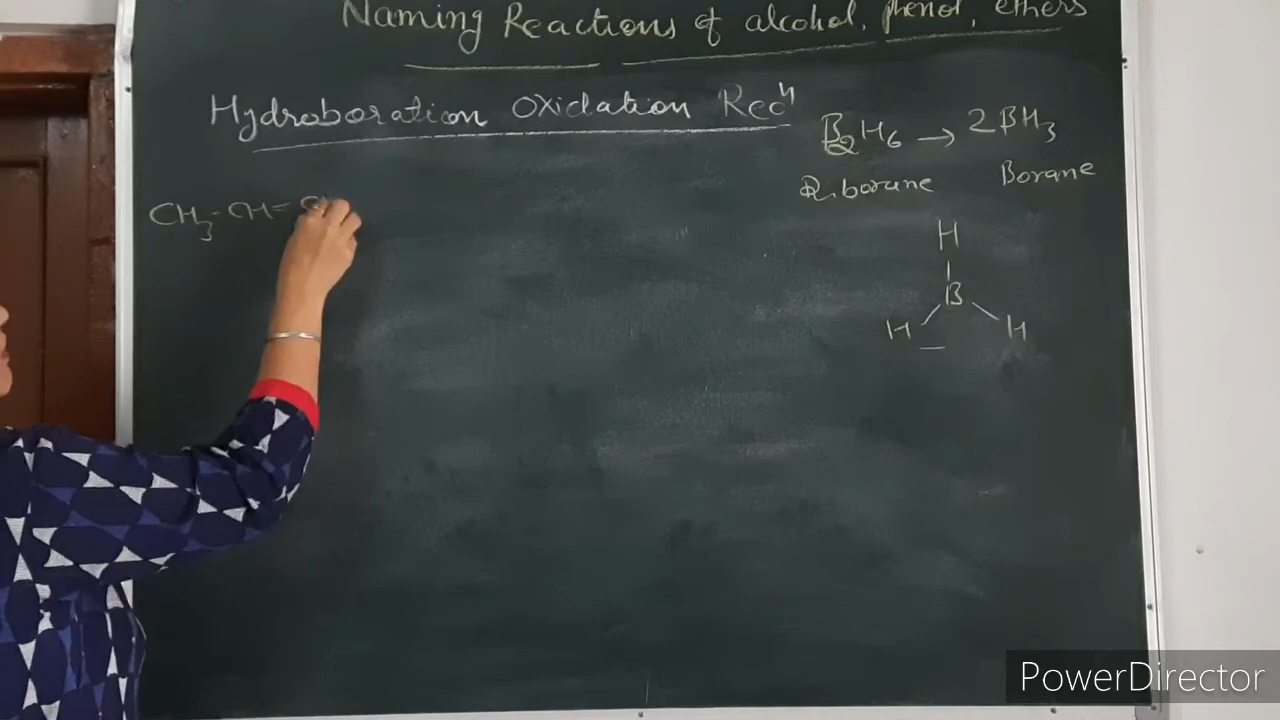 Naming Reactions of alcohol, phenol, ethers
Hydroboration Oxidation Recⁿ
B2H6 → 2BH3
Diborane Borane
CH3-CH=
H
B
H H
PowerDirector